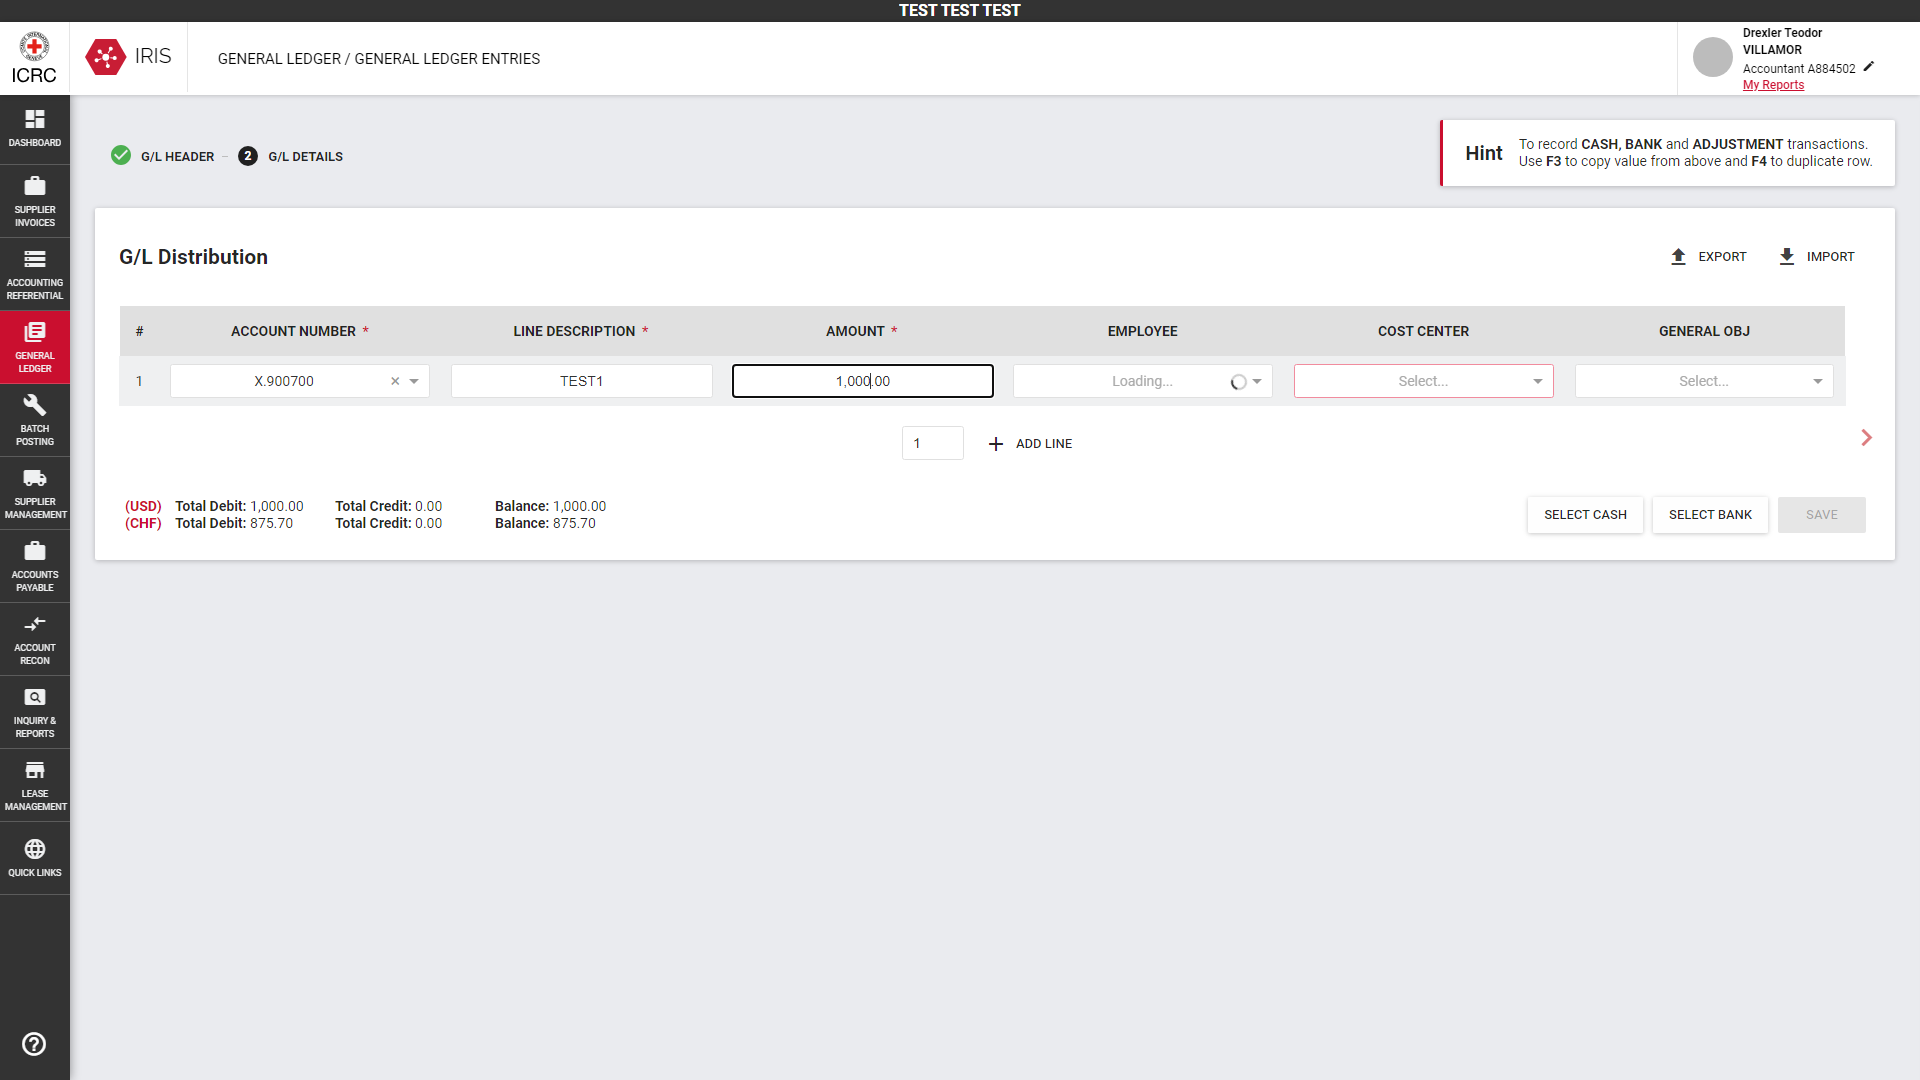 TEST TEST TEST
ICRC
IRIS
GENERAL LEDGER / GENERAL LEDGER ENTRIES
Drexler Teodor
VILLAMOR
Accountant A884502
My Reports
DASHBOARD
SUPPLIER
INVOICES
ACCOUNTING
REFERENTIAL
GENERAL
LEDGER
BATCH
POSTING
SUPPLIER
MANAGEMENT
ACCOUNTS
PAYABLE
ACCOUNT
RECON
INQUIRY &
REPORTS
LEASE
MANAGEMENT
QUICK LINKS
G/L HEADER – 2 G/L DETAILS
Hint
To record CASH, BANK and ADJUSTMENT transactions.
Use F3 to copy value from above and F4 to duplicate row.
G/L Distribution
EXPORT
IMPORT
# ACCOUNT NUMBER * LINE DESCRIPTION * AMOUNT * EMPLOYEE COST CENTER GENERAL OBJ
1 X.900700 × TEST1 1,000.00 Loading... Select... Select...
1 + ADD LINE
(USD) Total Debit: 1,000.00 Total Credit: 0.00 Balance: 1,000.00
(CHF) Total Debit: 875.70 Total Credit: 0.00 Balance: 875.70
SELECT CASH SELECT BANK SAVE